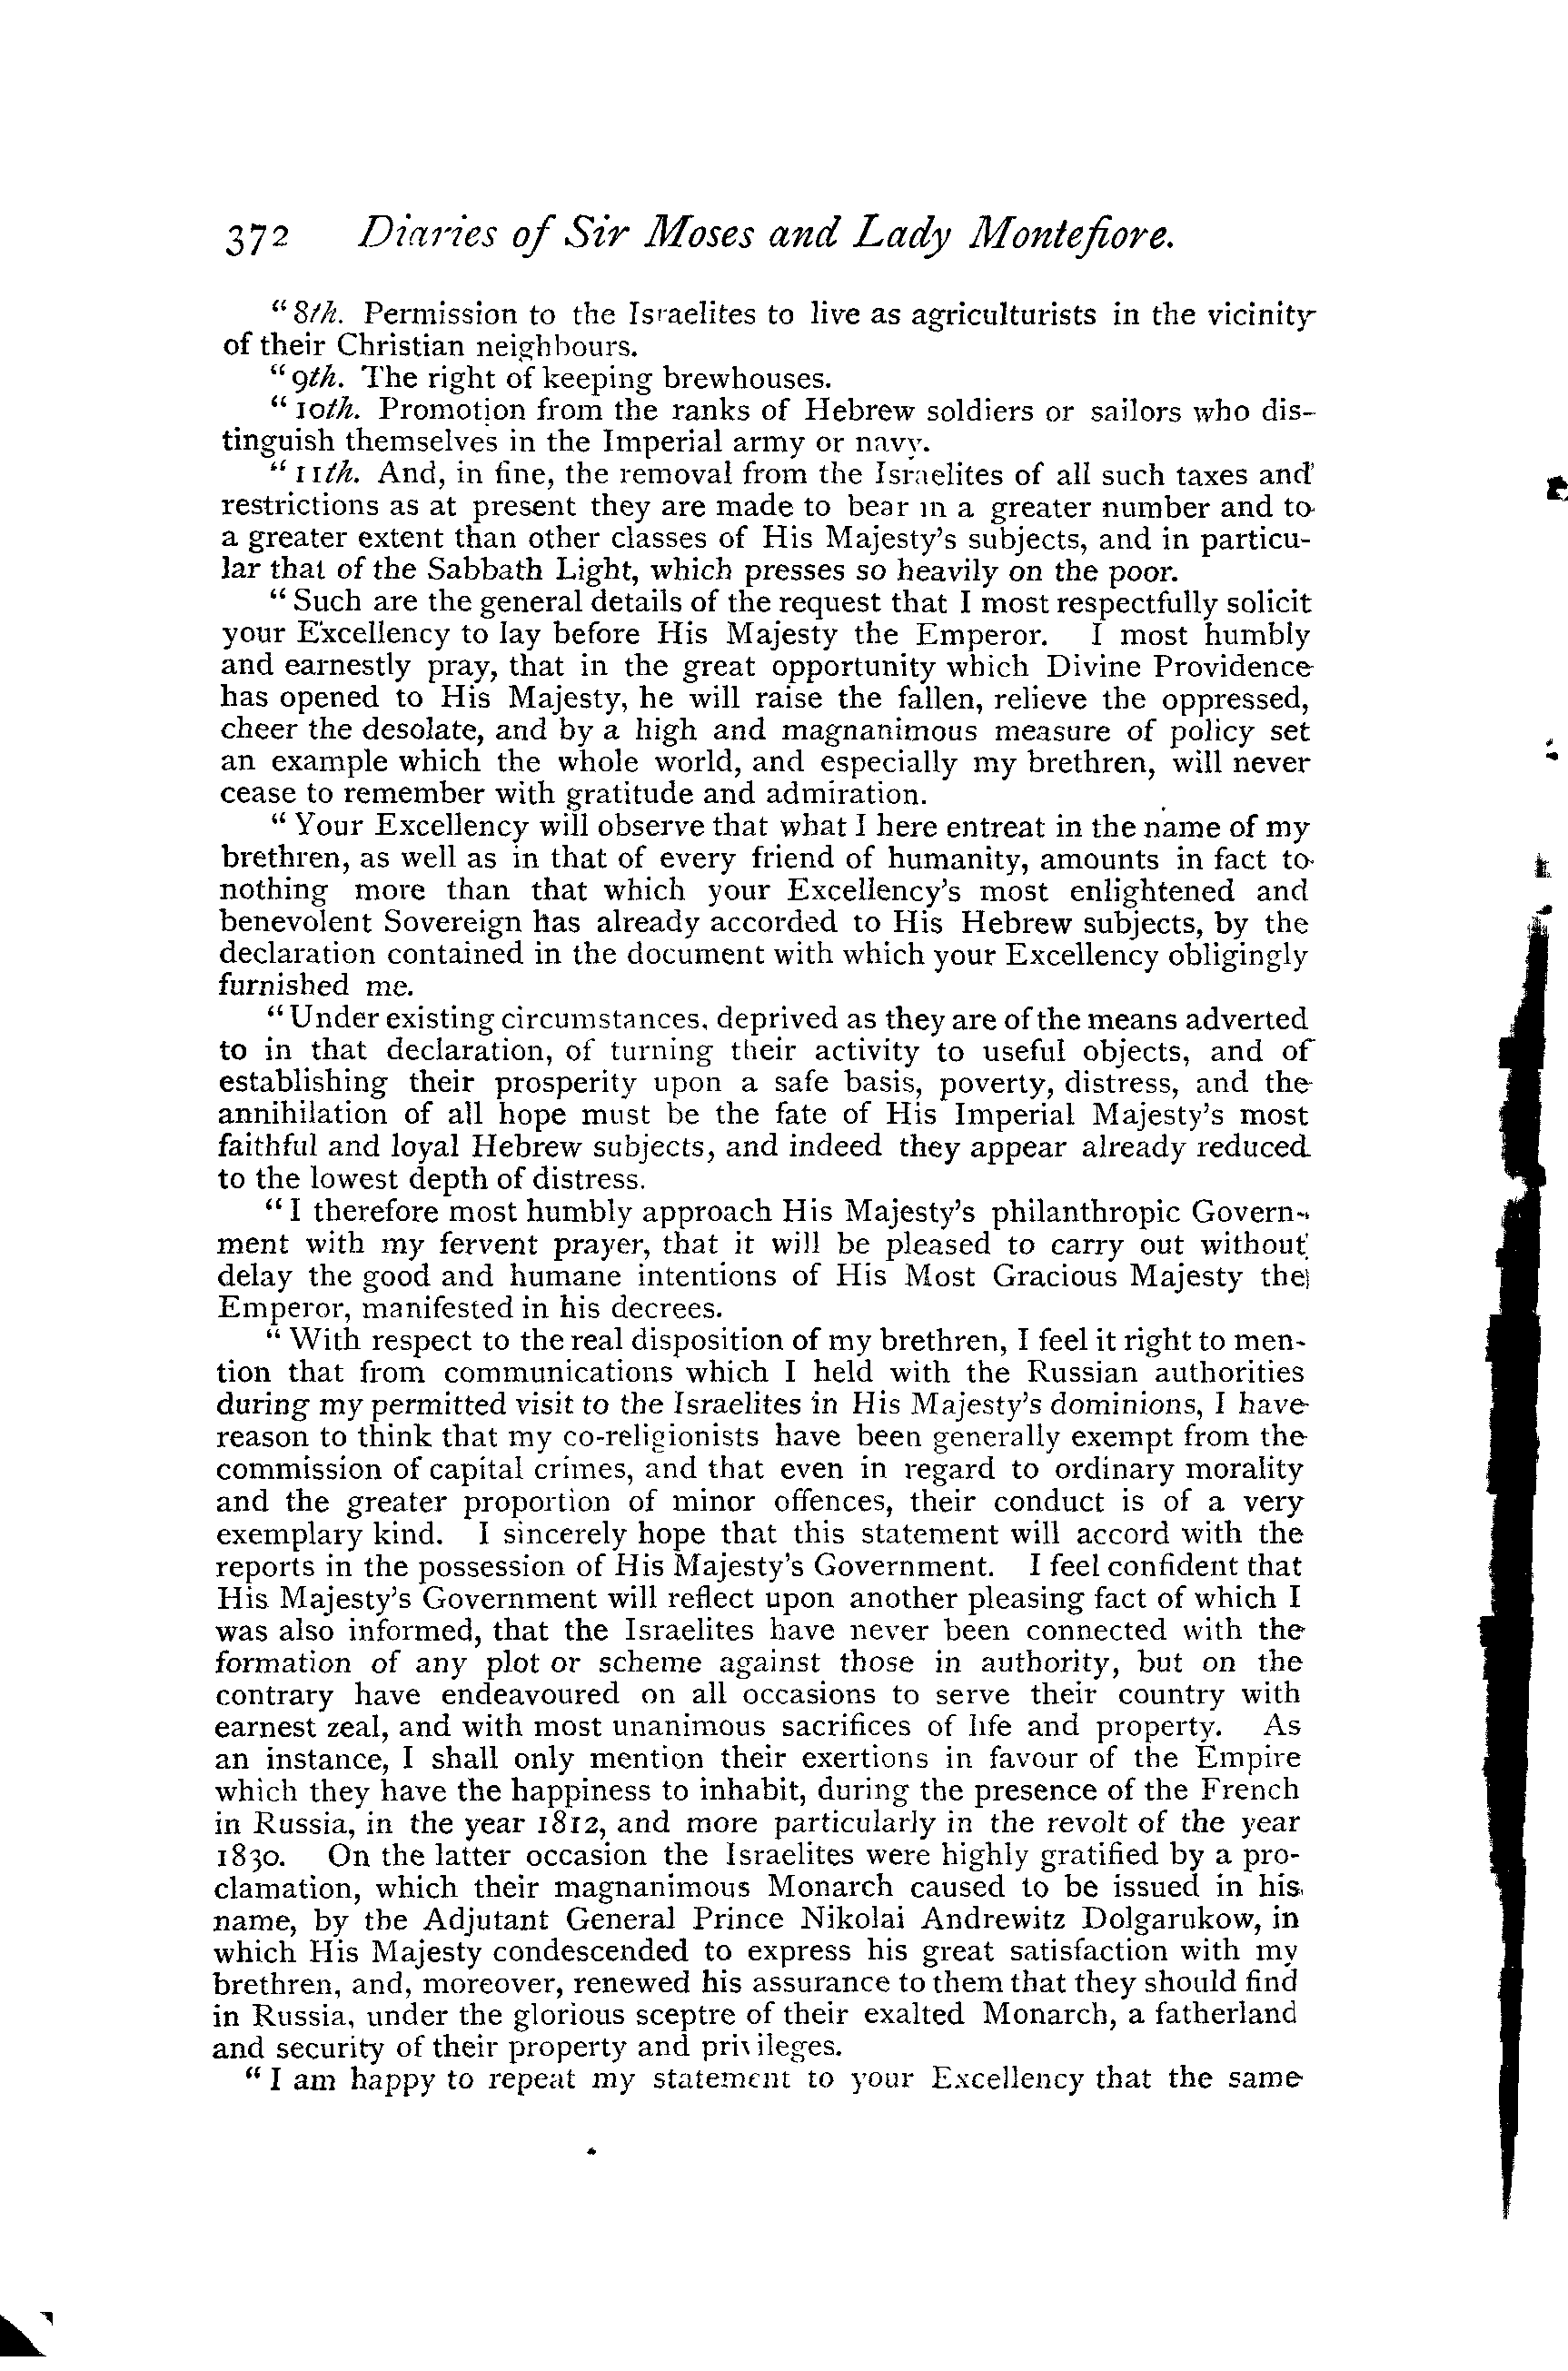 372 Diaries of Sir Moses and Lady Montefiore.
"8th. Permission to the Israelites to live as agriculturists in the vicinity
of their Christian neighbours.
"9th. The right of keeping brewhouses.
"10th. Promotion from the ranks of Hebrew soldiers or sailors who dis-
tinguish themselves in the Imperial army or navy.
"11th. And, in fine, the removal from the Israelites of all such taxes and
restrictions as at present they are made to bear in a greater number and to
a greater extent than other classes of His Majesty's subjects, and in particu-
lar that of the Sabbath Light, which presses so heavily on the poor.
"Such are the general details of the request that I most respectfully solicit
your Excellency to lay before His Majesty the Emperor. I most humbly
and earnestly pray, that in the great opportunity which Divine Providence
has opened to His Majesty, he will raise the fallen, relieve the oppressed,
cheer the desolate, and by a high and magnanimous measure of policy set
an example which the whole world, and especially my brethren, will never
cease to remember with gratitude and admiration.
"Your Excellency will observe that what I here entreat in the name of my
brethren, as well as in that of every friend of humanity, amounts in fact to
nothing more than that which your Excellency's most enlightened and
benevolent Sovereign has already accorded to His Hebrew subjects, by the
declaration contained in the document with which your Excellency obligingly
furnished me.
"Under existing circumstances, deprived as they are of the means adverted
to in that declaration, of turning their activity to useful objects, and of
establishing their prosperity upon a safe basis, poverty, distress, and the
annihilation of all hope must be the fate of His Imperial Majesty's most
faithful and loyal Hebrew subjects, and indeed they appear already reduced
to the lowest depth of distress.
"I therefore most humbly approach His Majesty's philanthropic Govern-
ment with my fervent prayer, that it will be pleased to carry out without
delay the good and humane intentions of His Most Gracious Majesty the
Emperor, manifested in his decrees.
"With respect to the real disposition of my brethren, I feel it right to men-
tion that from communications which I held with the Russian authorities
during my permitted visit to the Israelites in His Majesty's dominions, I have
reason to think that my co-religionists have been generally exempt from the
commission of capital crimes, and that even in regard to ordinary morality
and the greater proportion of minor offences, their conduct is of a very
exemplary kind. I sincerely hope that this statement will accord with the
reports in the possession of His Majesty's Government. I feel confident that
His Majesty's Government will reflect upon another pleasing fact of which I
was also informed, that the Israelites have never been connected with the
formation of any plot or scheme against those in authority, but on the
contrary have endeavoured on all occasions to serve their country with
earnest zeal, and with most unanimous sacrifices of life and property. As
an instance, I shall only mention their exertions in favour of the Empire
which they have the happiness to inhabit, during the presence of the French
in Russia, in the year 1812, and more particularly in the revolt of the year
1830. On the latter occasion the Israelites were highly gratified by a pro-
clamation, which their magnanimous Monarch caused to be issued in his
name, by the Adjutant General Prince Nikolai Andrewitz Dolgarukow, in
which His Majesty condescended to express his great satisfaction with my
brethren, and, moreover, renewed his assurance to them that they should find
in Russia, under the glorious sceptre of their exalted Monarch, a fatherland
and security of their property and privileges.
"I am happy to repeat my statement to your Excellency that the same